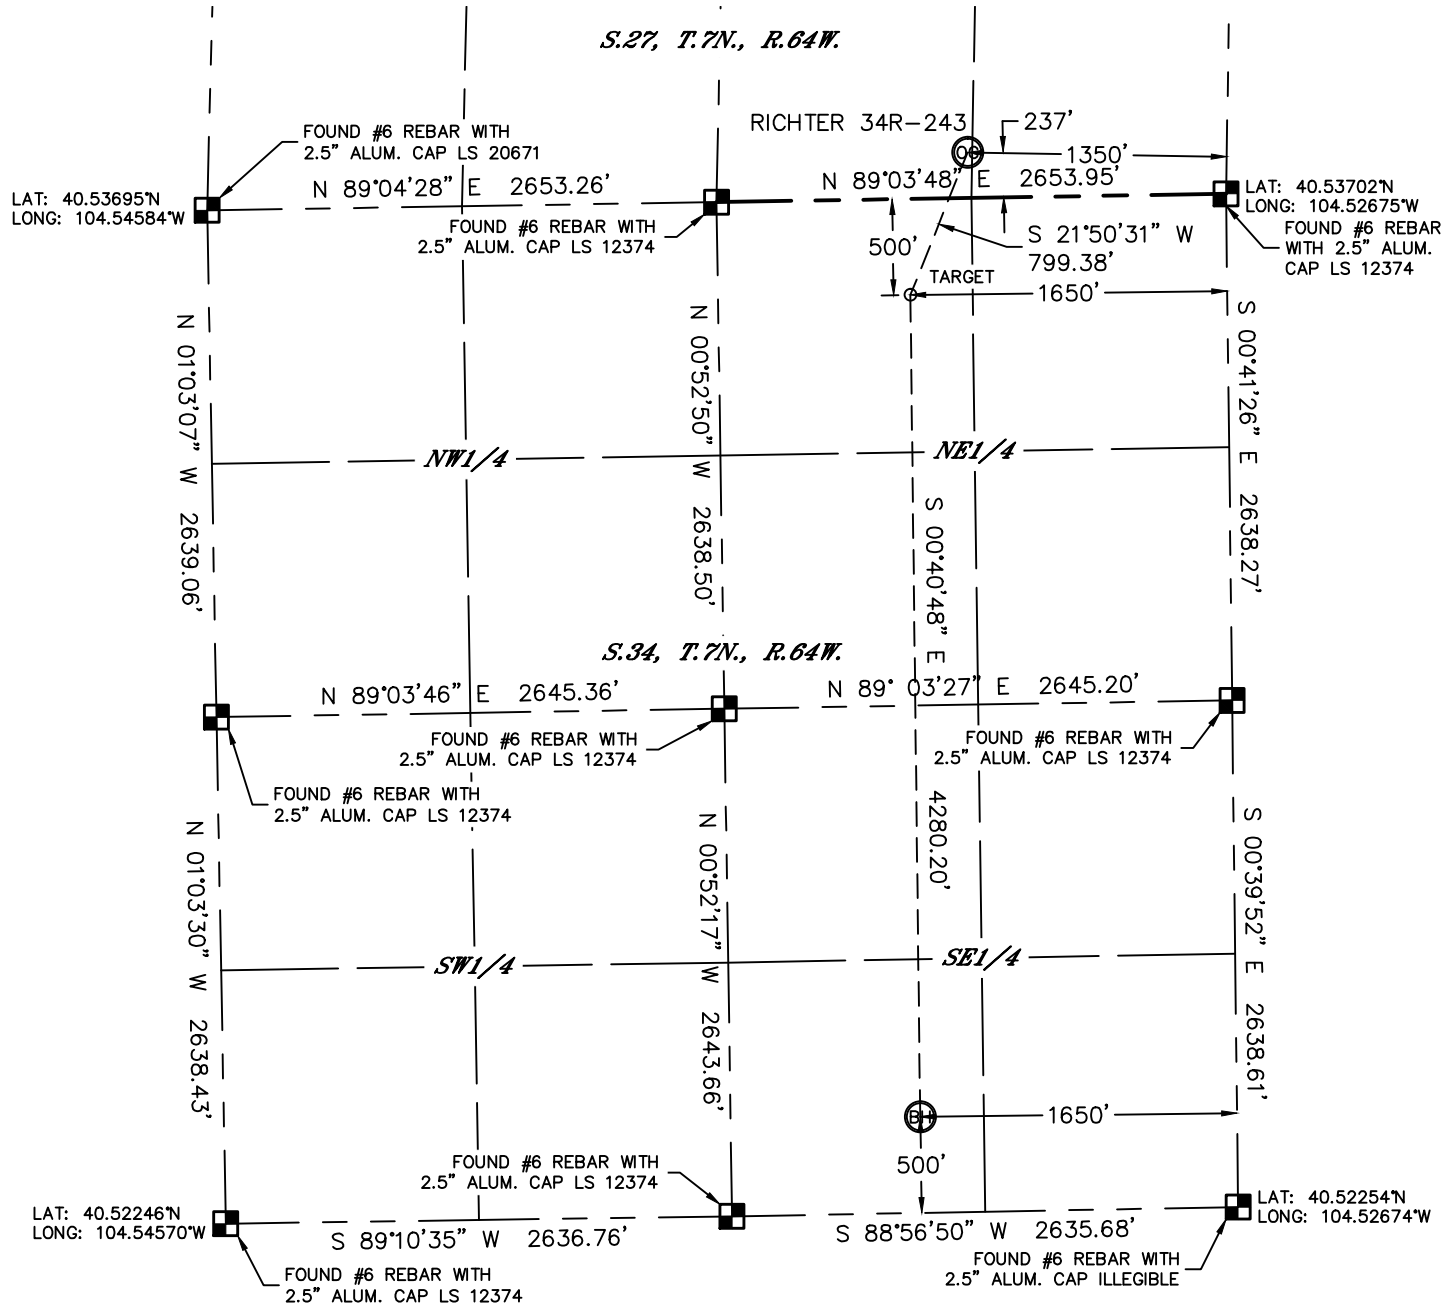 S.27, T.7N., R.64W.
RICHTER 34R-243
237'
OG
1350'
FOUND #6 REBAR WITH
2.5" ALUM. CAP LS 20671
LAT: 40.53695°N
LONG: 104.54584°W
N 89°04'28" E 2653.26'
FOUND #6 REBAR WITH
2.5" ALUM. CAP LS 12374
N 89°03'48" E 2653.95'
LAT: 40.53702°N
LONG: 104.52675°W
FOUND #6 REBAR
WITH 2.5" ALUM.
CAP LS 12374
500'
S 21°50'31" W
799.38'
TARGET
1650'
N 01°03'07" W 2639.06'
N 00°52'50" W 2638.50'
S 00°41'26" E 2638.27'
NW1/4
NE1/4
S 00°40'48" E 4280.20'
S.34, T.7N., R.64W.
N 89°03'46" E 2645.36'
N 89° 03'27" E 2645.20'
FOUND #6 REBAR WITH
2.5" ALUM. CAP LS 12374
FOUND #6 REBAR WITH
2.5" ALUM. CAP LS 12374
FOUND #6 REBAR WITH
2.5" ALUM. CAP LS 12374
N 01°03'30" W 2638.43'
N 00°52'17" W 2643.66'
S 00°39'52" E 2638.61'
SW1/4
SE1/4
BH
1650'
500'
FOUND #6 REBAR WITH
2.5" ALUM. CAP LS 12374
LAT: 40.52246°N
LONG: 104.54570°W
S 89°10'35" W 2636.76'
S 88°56'50" W 2635.68'
LAT: 40.52254°N
LONG: 104.52674°W
FOUND #6 REBAR WITH
2.5" ALUM. CAP LS 12374
FOUND #6 REBAR WITH
2.5" ALUM. CAP ILLEGIBLE